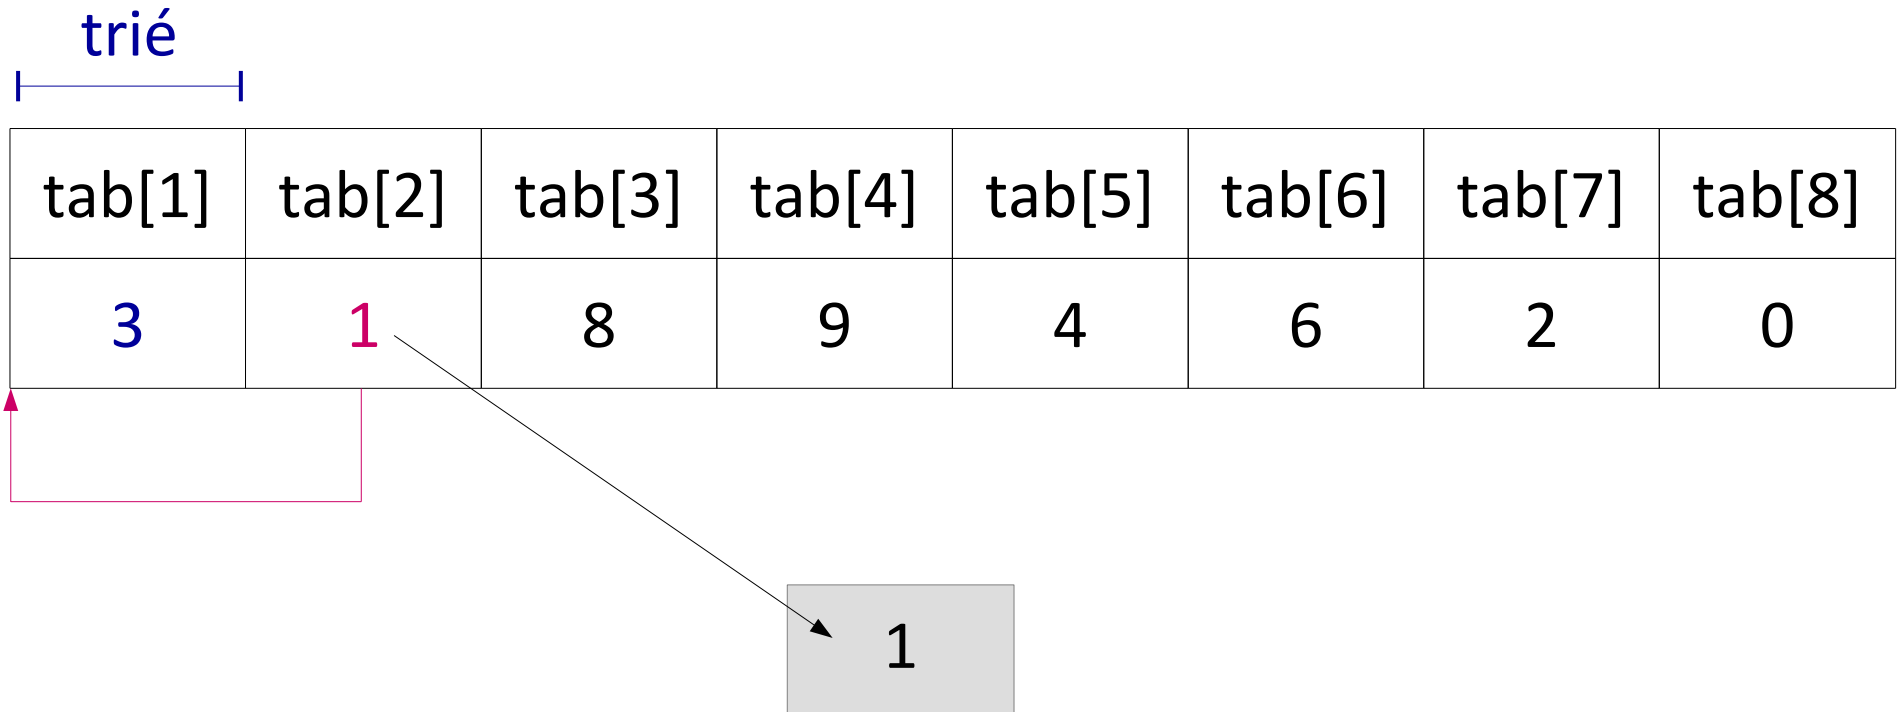 trié
tab[1] tab[2] tab[3] tab[4] tab[5] tab[6] tab[7] tab[8]
3 1 8 9 4 6 2 0
1